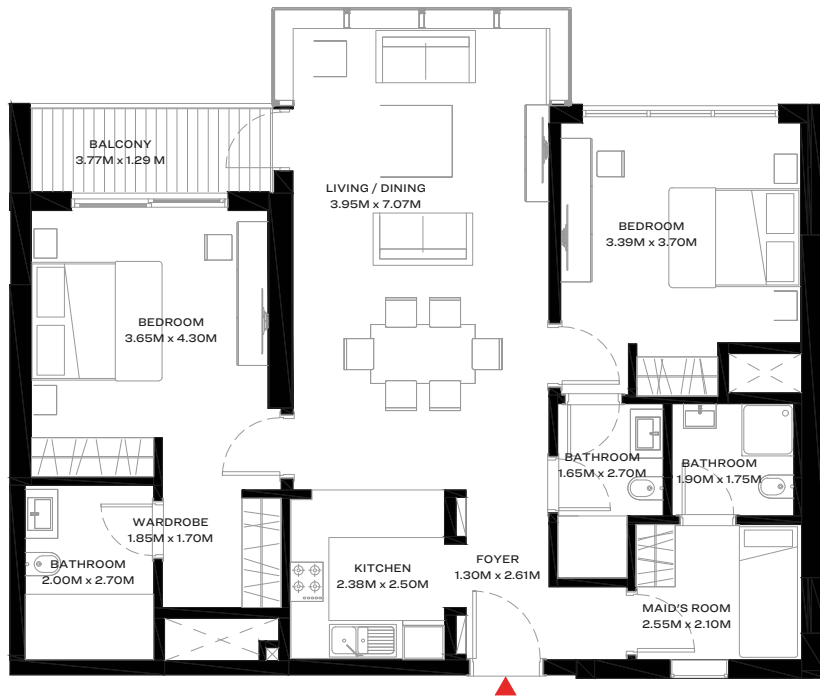 BALCONY
3.77M x 1.29 M
LIVING / DINING
3.95M x 7.07M
BEDROOM
3.39M x 3.70M
BEDROOM
3.65M x 4.30M
BATHROOM
1.65M x 2.70M
BATHROOM
1.90M x 1.75M
WARDROBE
1.85M x 1.70M
BATHROOM
2.00M x 2.70M
KITCHEN
2.38M x 2.50M
FOYER
1.30M x 2.61M
MAID'S ROOM
2.55M x 2.10M